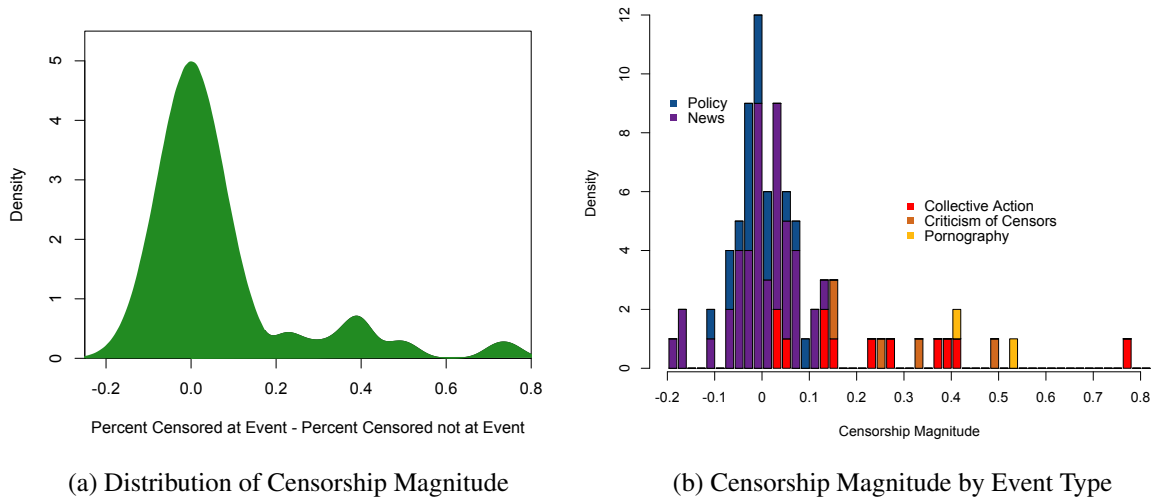 Density
0
1
2
3
4
5
-0.2
0.0
0.2
0.4
0.6
0.8
Percent Censored at Event - Percent Censored not at Event
(a) Distribution of Censorship Magnitude
Density
0
2
4
6
8
10
12
Policy
News
Collective Action
Criticism of Censors
Pornography
-0.2
-0.1
0
0.1
0.2
0.3
0.4
0.5
0.6
0.7
0.8
Censorship Magnitude
(b) Censorship Magnitude by Event Type